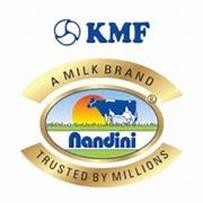 KMF
A MILK BRAND
®
Nandini
TRUSTED BY MILLIONS